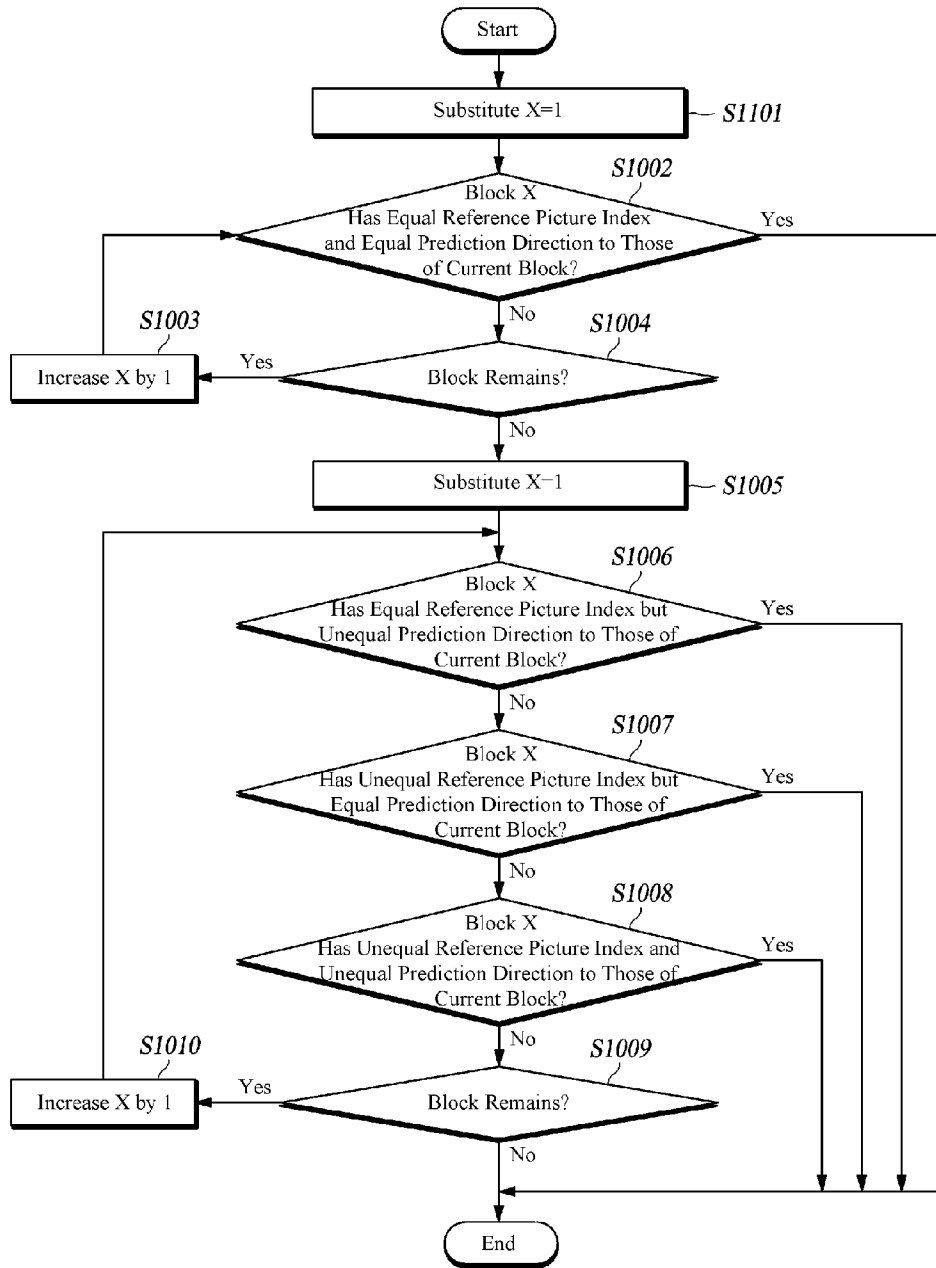 Start
Substitute X=1
S1101
S1002
Block X
Has Equal Reference Picture Index
and Equal Prediction Direction to Those
of Current Block?
Yes
No
S1003
Increase X by 1
Yes
S1004
Block Remains?
No
Substitute X=1
S1005
S1006
Block X
Has Equal Reference Picture Index but
Unequal Prediction Direction to Those of
Current Block?
Yes
No
S1007
Block X
Has Unequal Reference Picture Index but
Equal Prediction Direction to Those of
Current Block?
Yes
No
S1008
Block X
Has Unequal Reference Picture Index and
Unequal Prediction Direction to Those of
Current Block?
Yes
No
S1010
Increase X by 1
Yes
S1009
Block Remains?
No
End